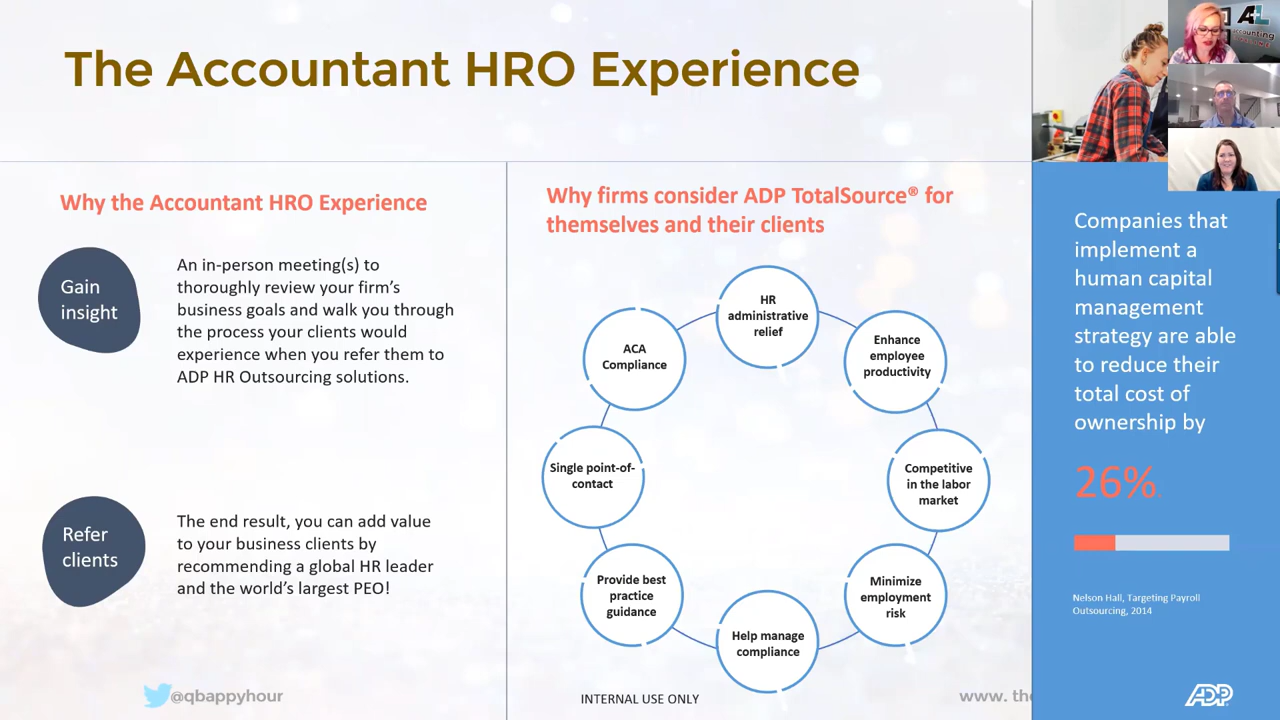 The Accountant HRO Experience
Why the Accountant HRO Experience
Gain
insight
An in-person meeting(s) to
thoroughly review your firm's
business goals and walk you through
the process your clients would
experience when you refer them to
ADP HR Outsourcing solutions.
Refer
clients
The end result, you can add value
to your business clients by
recommending a global HR leader
and the world's largest PEO!
@qbappyhour
Why firms consider ADP TotalSource® for
themselves and their clients
HR
administrative
relief
Enhance
employee
productivity
Competitive
in the labor
market
Minimize
employment
risk
Help manage
compliance
Provide best
practice
guidance
Single point-of-
contact
ACA
Compliance
INTERNAL USE ONLY
www. the
A+L
accounting
Companies that
implement a
human capital
management
strategy are able
to reduce their
total cost of
ownership by
26%
Nelson Hall, Targeting Payroll
Outsourcing, 2014
ADP